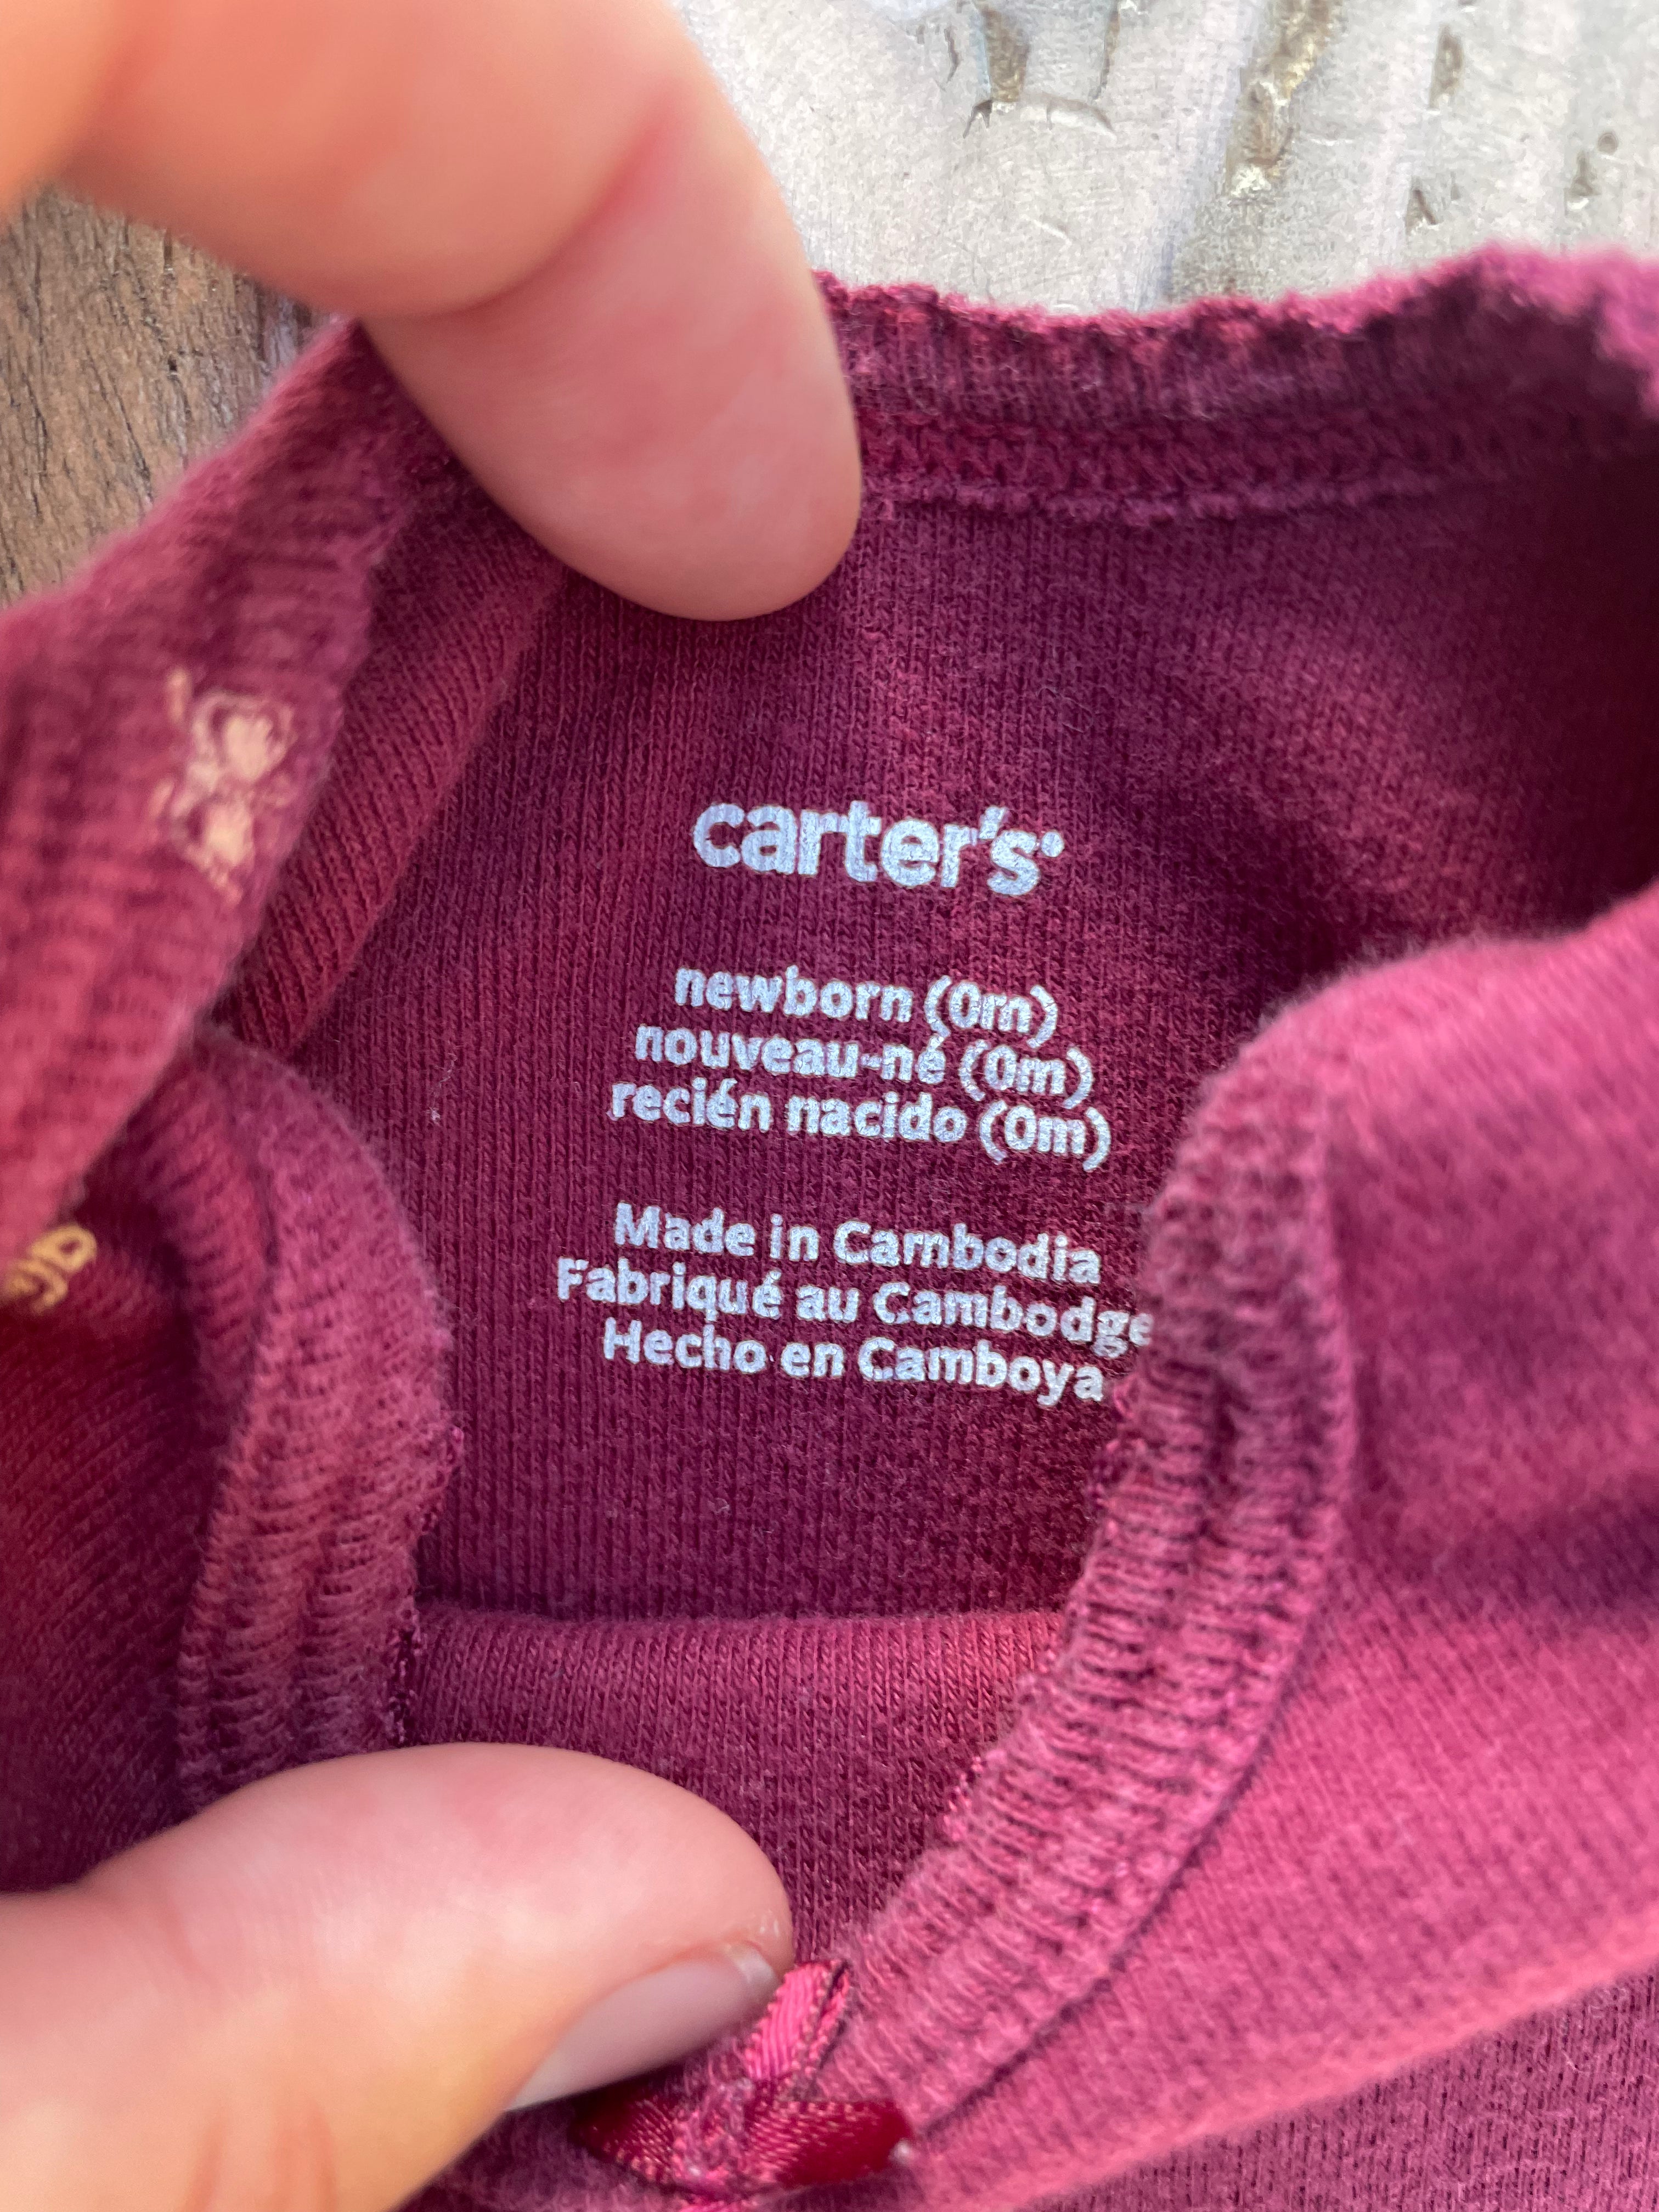 carter's
newborn (0m)
nouveau-né (0m)
recién nacido (0m)
Made in Cambodia
Fabriqué au Cambodge
Hecho en Camboya